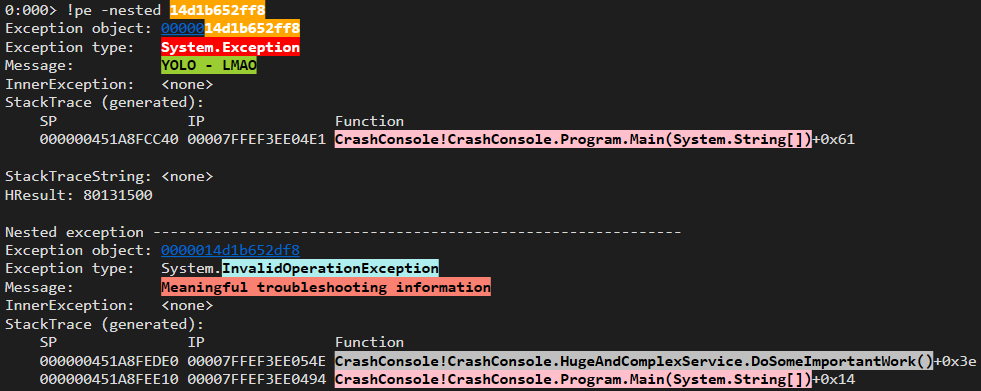 0:000> !pe -nested 14d1b652ff8
Exception object: 0000014d1b652ff8
Exception type:   System.Exception
Message:          YOLO - LMAO
InnerException:   <none>
StackTrace (generated):
    SP               IP               Function
    000000451A8FCC40 00007FFEF3EE04E1 CrashConsole!CrashConsole.Program.Main(System.String[])+0x61

StackTraceString: <none>
HResult: 80131500

Nested exception -------------------------------------------------------------
Exception object: 0000014d1b652df8
Exception type:   System.InvalidOperationException
Message:          Meaningful troubleshooting information
InnerException:   <none>
StackTrace (generated):
    SP               IP               Function
    000000451A8FEDE0 00007FFEF3EE054E CrashConsole!CrashConsole.HugeAndComplexService.DoSomeImportantWork()+0x3e
    000000451A8FEE10 00007FFEF3EE0494 CrashConsole!CrashConsole.Program.Main(System.String[])+0x14